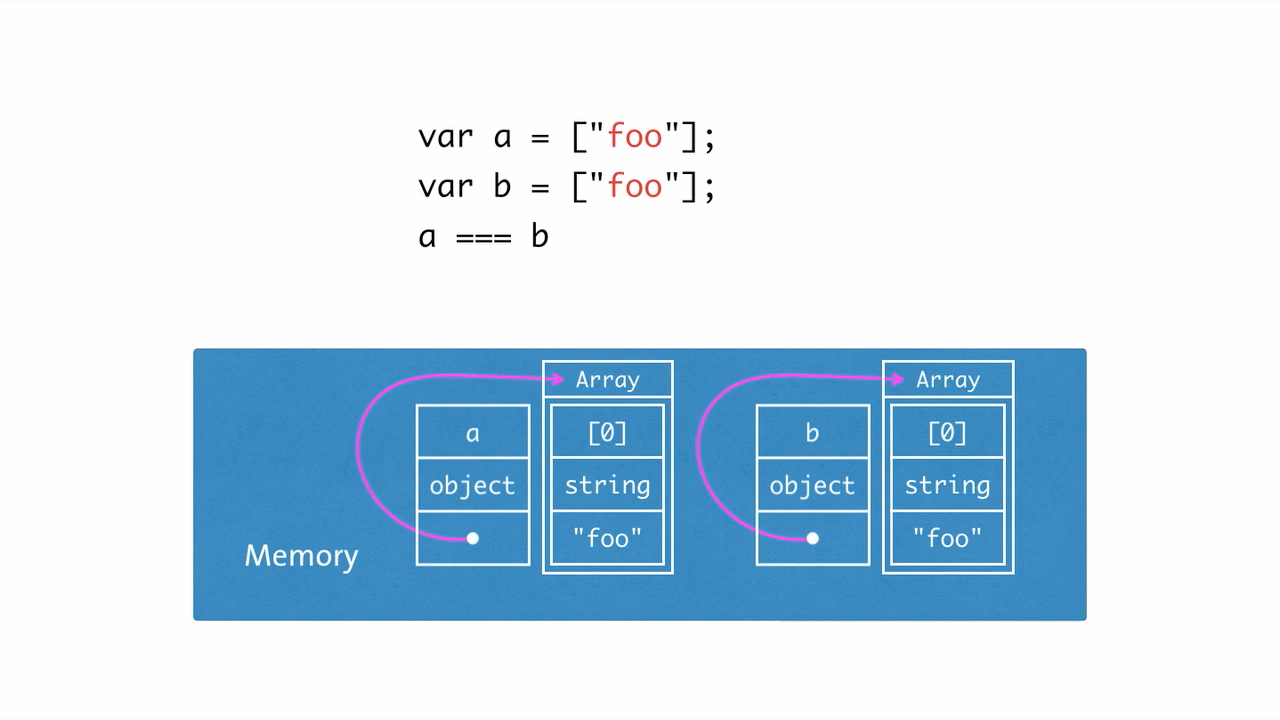 var a = ["foo"];
var b = ["foo"];
a === b
Array
Array
a
[0]
b
[0]
object
string
object
string
"foo"
"foo"
Memory